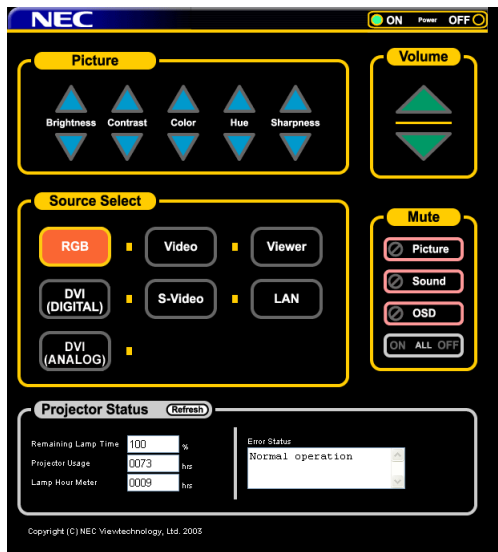 NEC
ON Power OFF
Picture
Brightness Contrast Color Hue Sharpness
Volume
Source Select
RGB Video Viewer
DVI
(DIGITAL) S-Video LAN
DVI
(ANALOG)
Mute
Picture
Sound
OSD
ON ALL OFF
Projector Status Refresh
Remaining Lamp Time 100 %
Projector Usage 0073 hrs
Lamp Hour Meter 0009 hrs
Error Status
Normal operation
Copyright (C) NEC Viewtechnology, Ltd. 2003